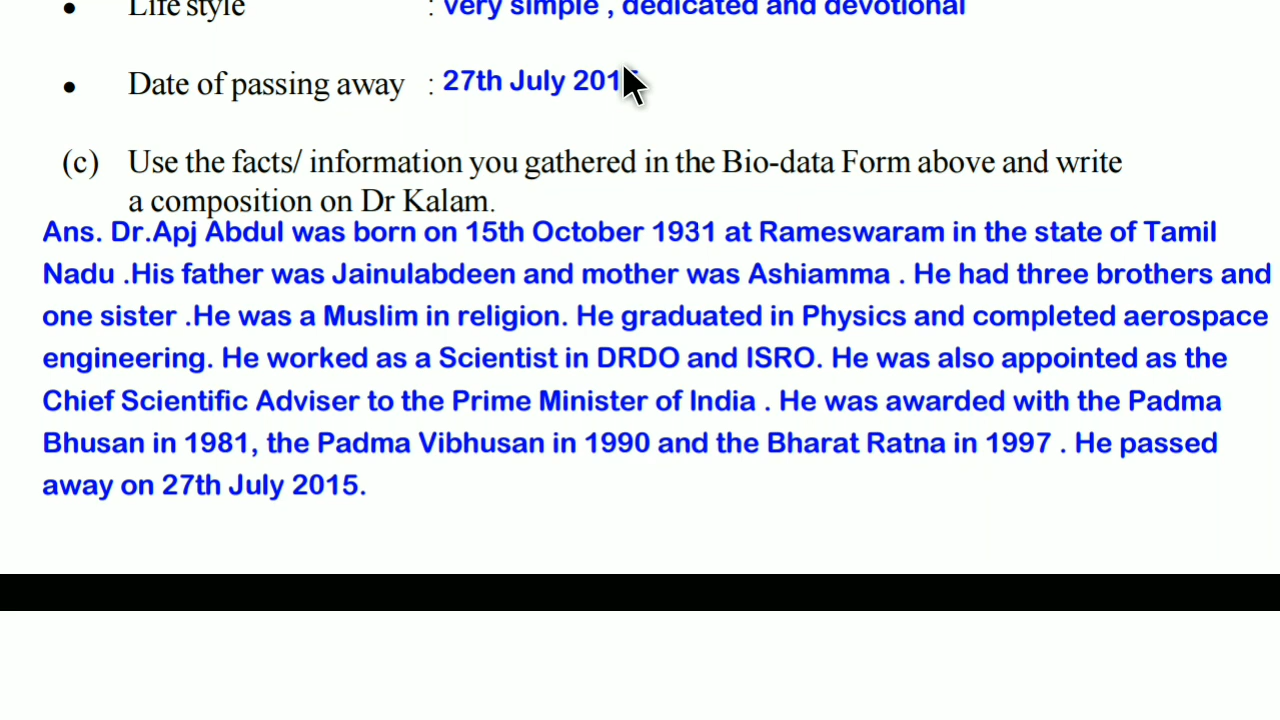 • Life style : very simple , dedicated and devotional
• Date of passing away : 27th July
(c) Use the facts/ information you gathered in the Bio-data Form above and write
a composition on Dr Kalam.
Ans. Dr.Apj Abdul was born on 15th October 1931 at Rameswaram in the state of Tamil
Nadu .His father was Jainulabdeen and mother was Ashiamma . He had three brothers and
one sister .He was a Muslim in religion. He graduated in Physics and completed aerospace
engineering. He worked as a Scientist in DRDO and ISRO. He was also appointed as the
Chief Scientific Adviser to the Prime Minister of India . He was awarded with the Padma
Bhusan in 1981, the Padma Vibhusan in 1990 and the Bharat Ratna in 1997 . He passed
away on 27th July 2015.